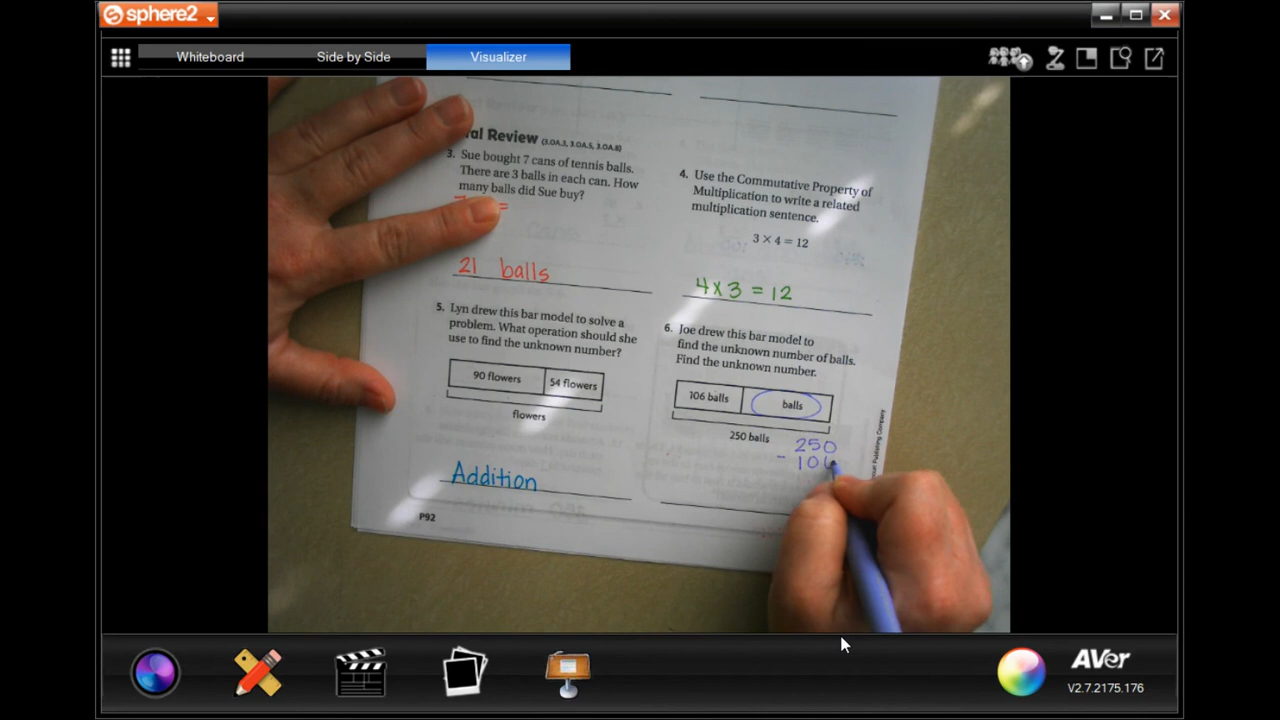 sphere2
Whiteboard
Side by Side
Visualizer
al Review (3.OA.3, 3.OA.5, 3.OA.8)
3. Sue bought 7 cans of tennis balls.
There are 3 balls in each can. How
many balls did Sue buy?
=
21 balls
4. Use the Commutative Property of
Multiplication to write a related
multiplication sentence.
3 × 4 = 12
4 x 3 = 12
5. Lyn drew this bar model to solve a
problem. What operation should she
use to find the unknown number?
90 flowers
54 flowers
flowers
Addition
6. Joe drew this bar model to
find the unknown number of balls.
Find the unknown number.
106 balls
balls
250 balls
250
- 106
P92
Publishing Company
AVer
V2.7.2175.176